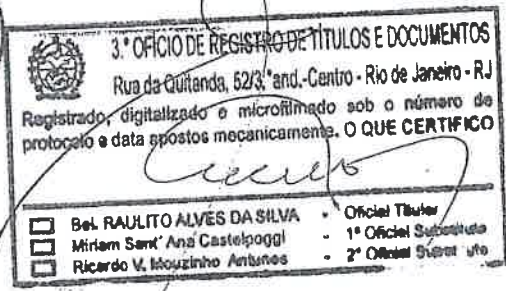 3.º OFÍCIO DE REGISTRO DE TÍTULOS E DOCUMENTOS
Rua da Quitanda, 52/3.º and.-Centro - Rio de Janeiro - RJ
Registrado, digitalizado e microfilmado sob o número de
protocolo e data apostos mecanicamente. O QUE CERTIFICO
Bel. RAULITO ALVES DA SILVA - Oficial Titular
Miriam Sant' Ana Castelpoggi - 1º Oficial Substituta
Ricardo V. Mouzinho Antunes - 2º Oficial